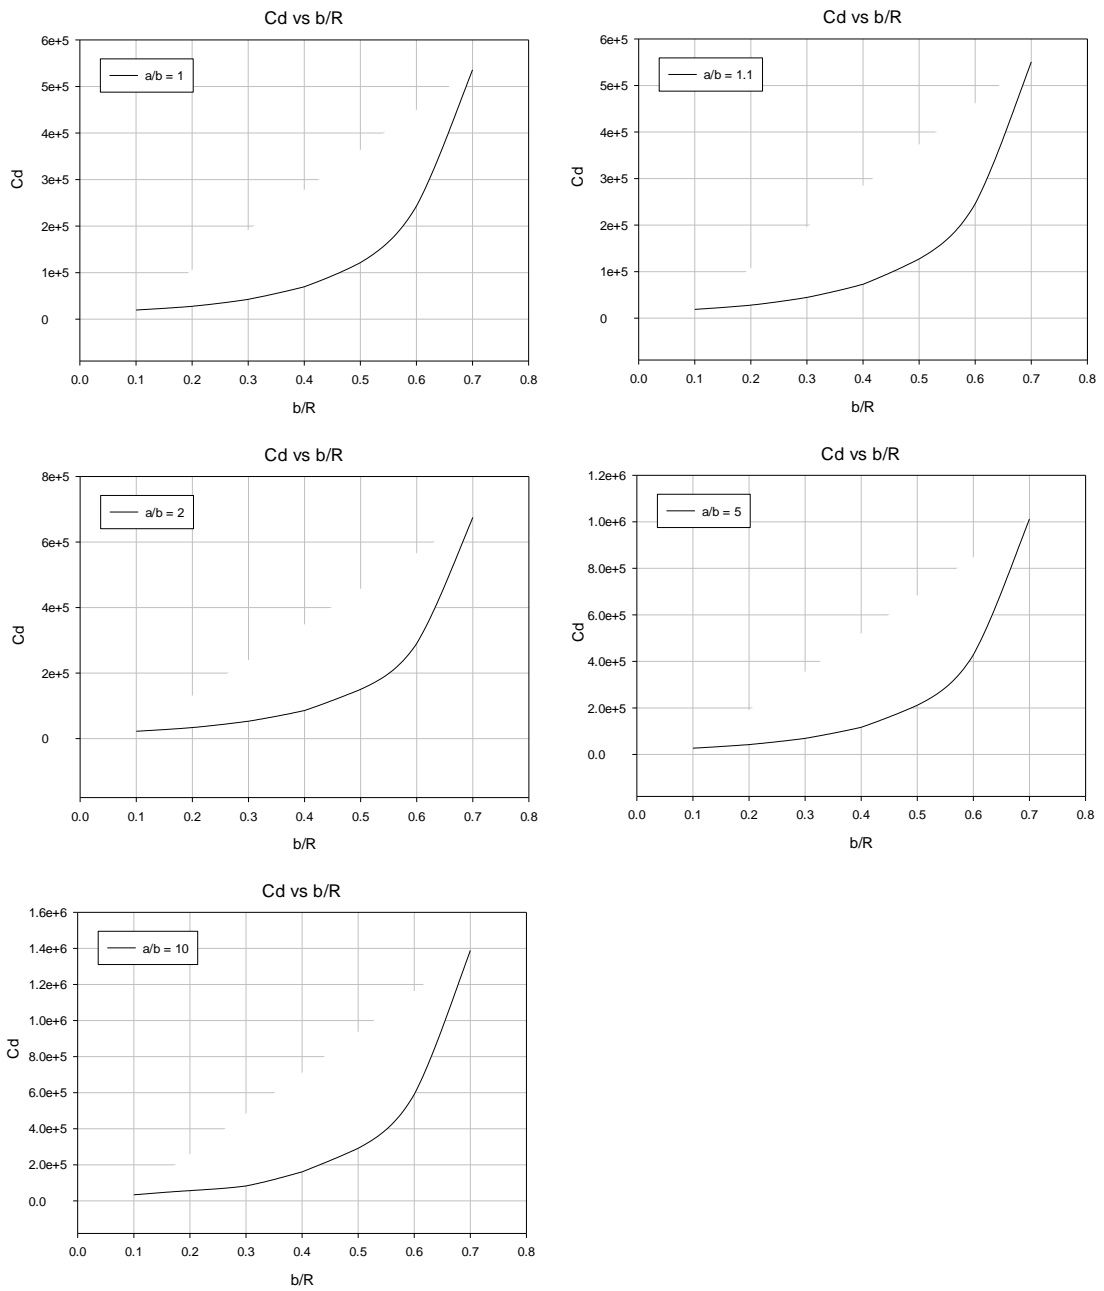 Cd vs b/R
6e+5
a/b = 1
5e+5
4e+5
3e+5
2e+5
1e+5
0
Cd
0.0 0.1 0.2 0.3 0.4 0.5 0.6 0.7 0.8
b/R
Cd vs b/R
6e+5
a/b = 1.1
5e+5
4e+5
3e+5
2e+5
1e+5
0
Cd
0.0 0.1 0.2 0.3 0.4 0.5 0.6 0.7 0.8
b/R
Cd vs b/R
8e+5
a/b = 2
6e+5
4e+5
2e+5
0
Cd
0.0 0.1 0.2 0.3 0.4 0.5 0.6 0.7 0.8
b/R
Cd vs b/R
1.2e+6
a/b = 5
1.0e+6
8.0e+5
6.0e+5
4.0e+5
2.0e+5
0.0
Cd
0.0 0.1 0.2 0.3 0.4 0.5 0.6 0.7 0.8
b/R
Cd vs b/R
1.6e+6
a/b = 10
1.4e+6
1.2e+6
1.0e+6
8.0e+5
6.0e+5
4.0e+5
2.0e+5
0.0
Cd
0.0 0.1 0.2 0.3 0.4 0.5 0.6 0.7 0.8
b/R